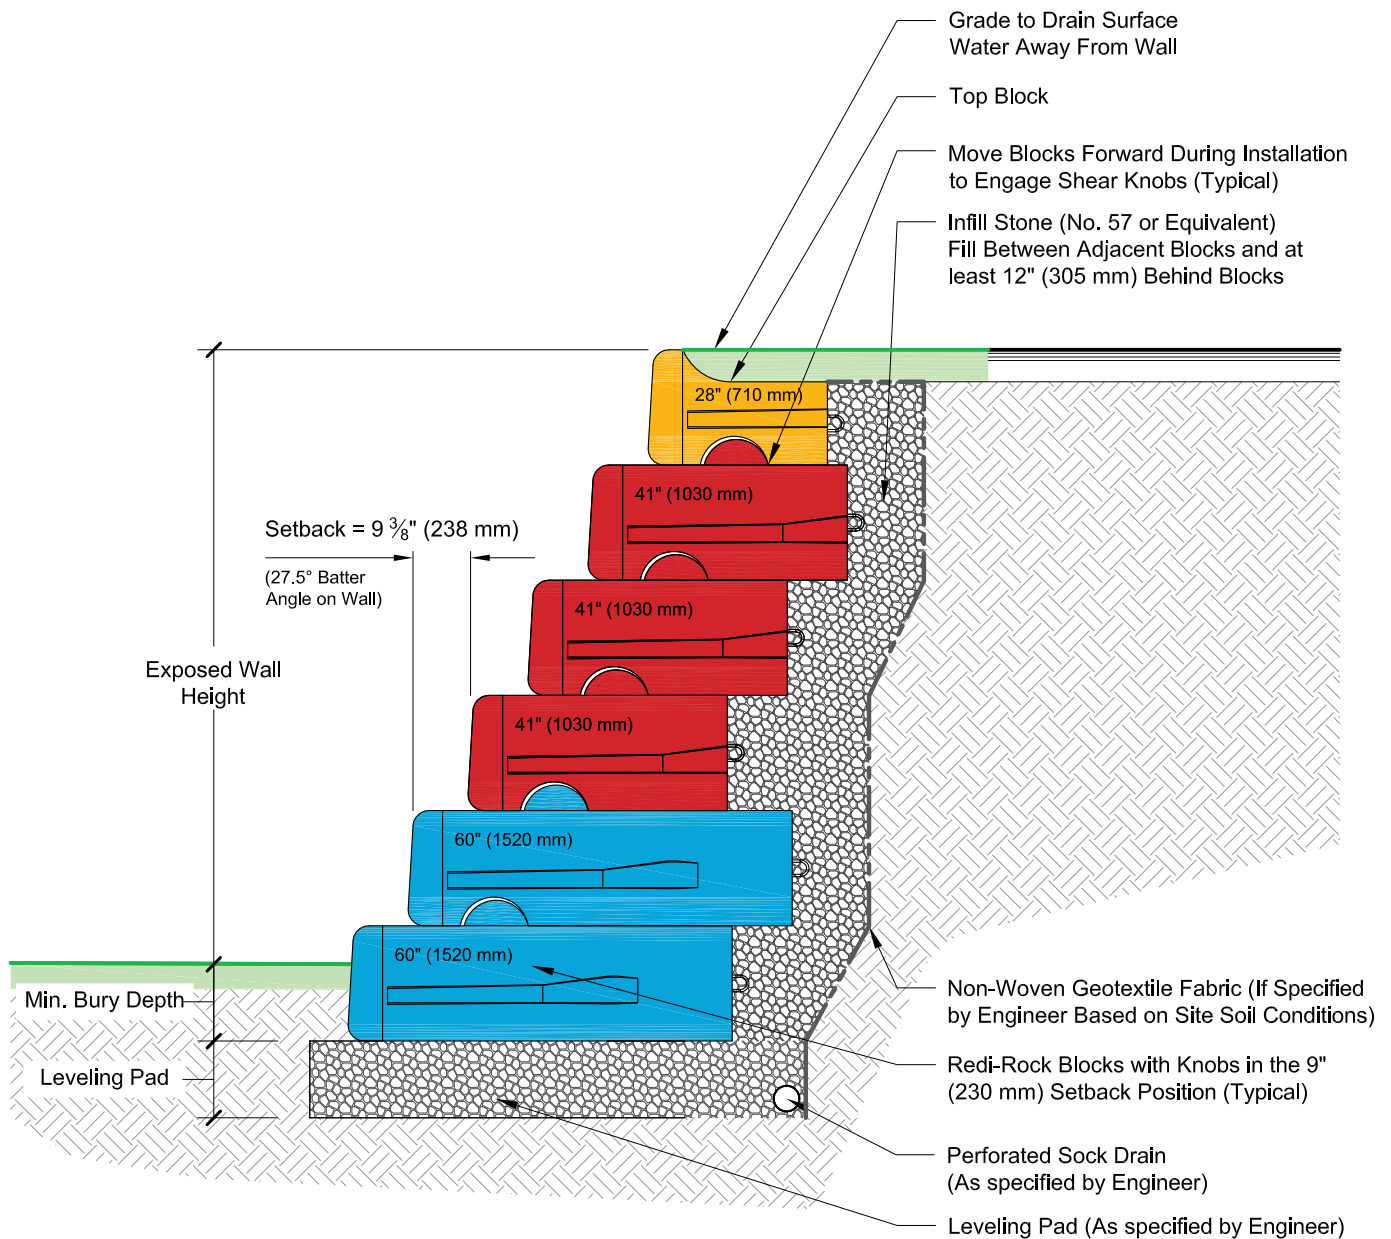 Grade to Drain Surface
Water Away From Wall
Top Block
Move Blocks Forward During Installation
to Engage Shear Knobs (Typical)
Infill Stone (No. 57 or Equivalent)
Fill Between Adjacent Blocks and at
least 12" (305 mm) Behind Blocks
28" (710 mm)
41" (1030 mm)
Setback = 9 3/8" (238 mm)
(27.5° Batter
Angle on Wall)
41" (1030 mm)
Exposed Wall
Height
41" (1030 mm)
60" (1520 mm)
60" (1520 mm)
Min. Bury Depth
Leveling Pad
Non-Woven Geotextile Fabric (If Specified
by Engineer Based on Site Soil Conditions)
Redi-Rock Blocks with Knobs in the 9"
(230 mm) Setback Position (Typical)
Perforated Sock Drain
(As specified by Engineer)
Leveling Pad (As specified by Engineer)